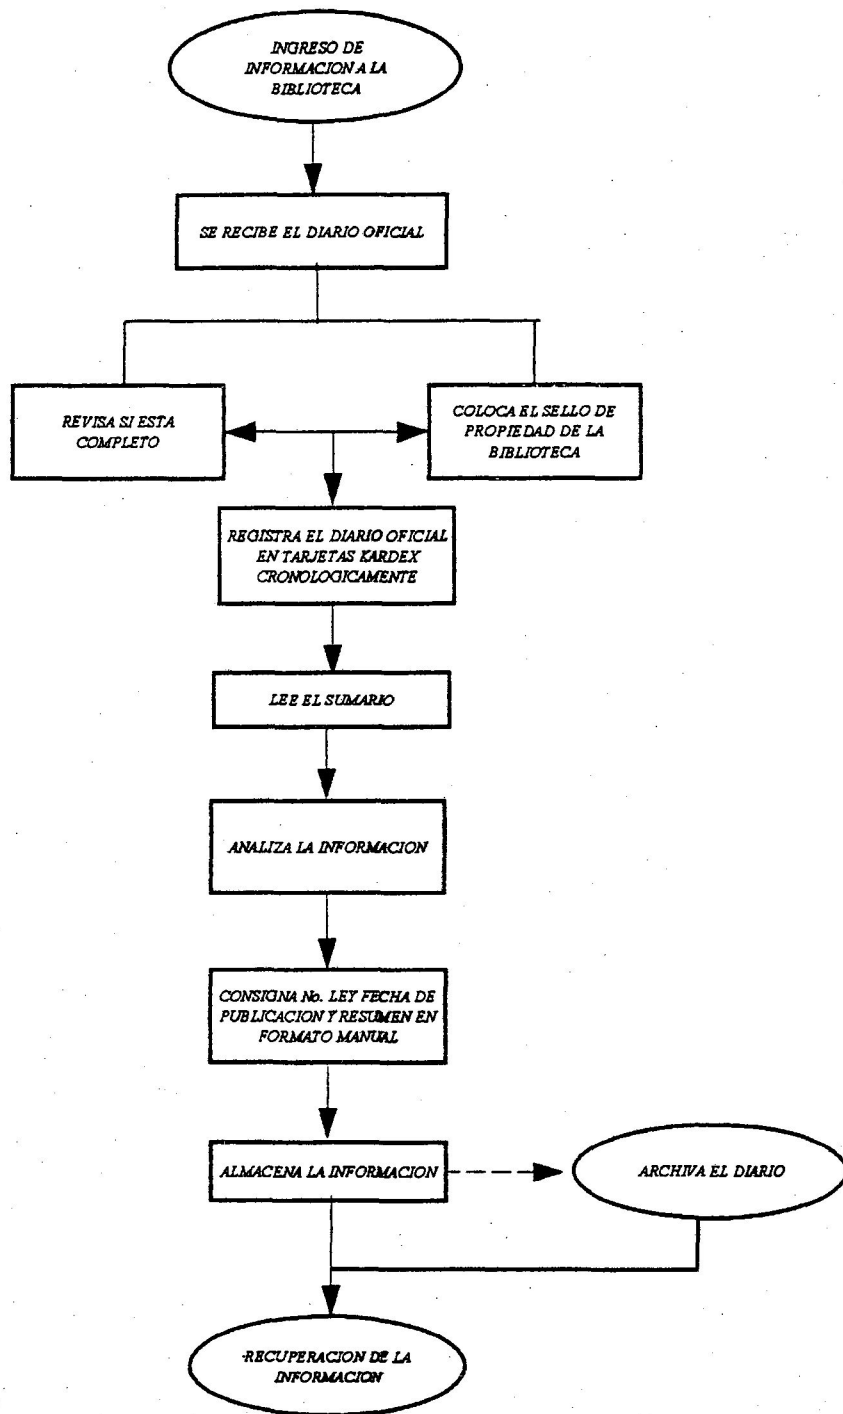 INGRESO DE
INFORMACION A LA
BIBLIOTECA
SE RECIBE EL DIARIO OFICIAL
REVISA SI ESTA
COMPLETO
COLOCA EL SELLO DE
PROPIEDAD DE LA
BIBLIOTECA
REGISTRA EL DIARIO OFICIAL
EN TARJETAS KARDEX
CRONOLOGICAMENTE
LEE EL SUMARIO
ANALIZA LA INFORMACION
CONSIGNA No. LEY FECHA DE
PUBLICACION Y RESUMEN EN
FORMATO MANUAL
ALMACENA LA INFORMACION
ARCHIVA EL DIARIO
RECUPERACION DE LA
INFORMACION